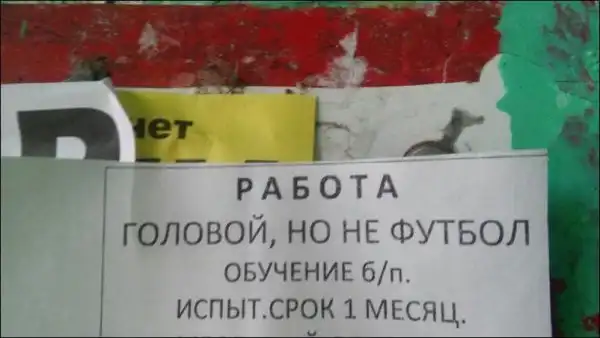 нет
РАБОТА
ГОЛОВОЙ, НО НЕ ФУТБОЛ
ОБУЧЕНИЕ б/п.
ИСПЫТ.СРОК 1 МЕСЯЦ.